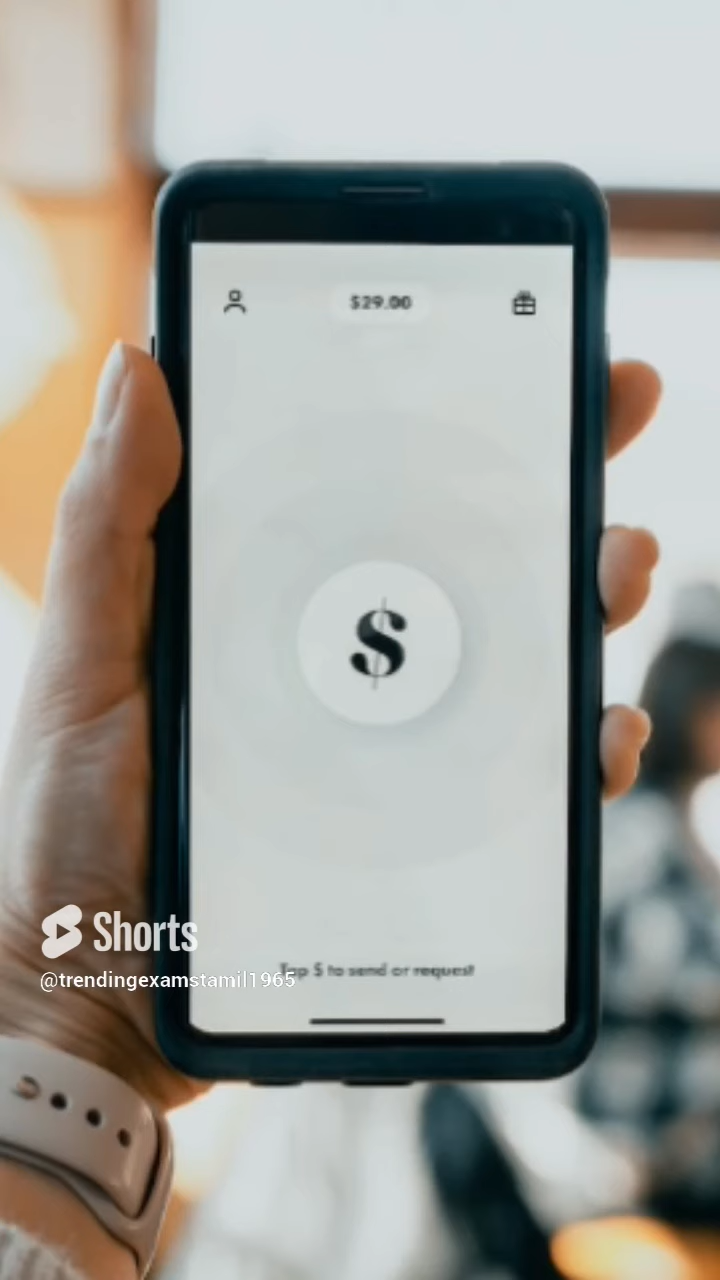 $29.00
$
Tap $ to send or request
Shorts
@trendingexamstamil1965